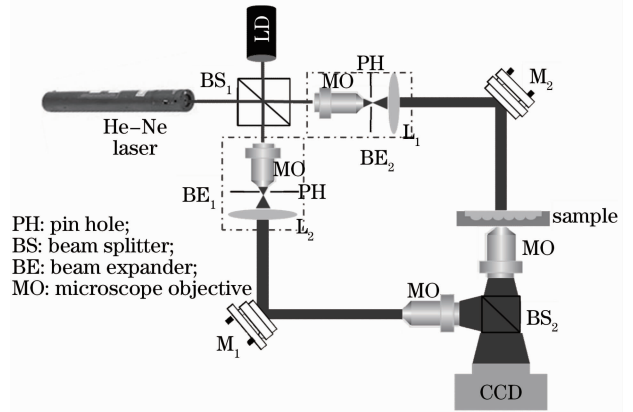 LD
BS1
PH
MO
M2
He-Ne
laser
L1
BE2
MO
BE1
PH
L2
sample
MO
PH: pin hole;
BS: beam splitter;
BE: beam expander;
MO: microscope objective
MO
BS2
M1
CCD